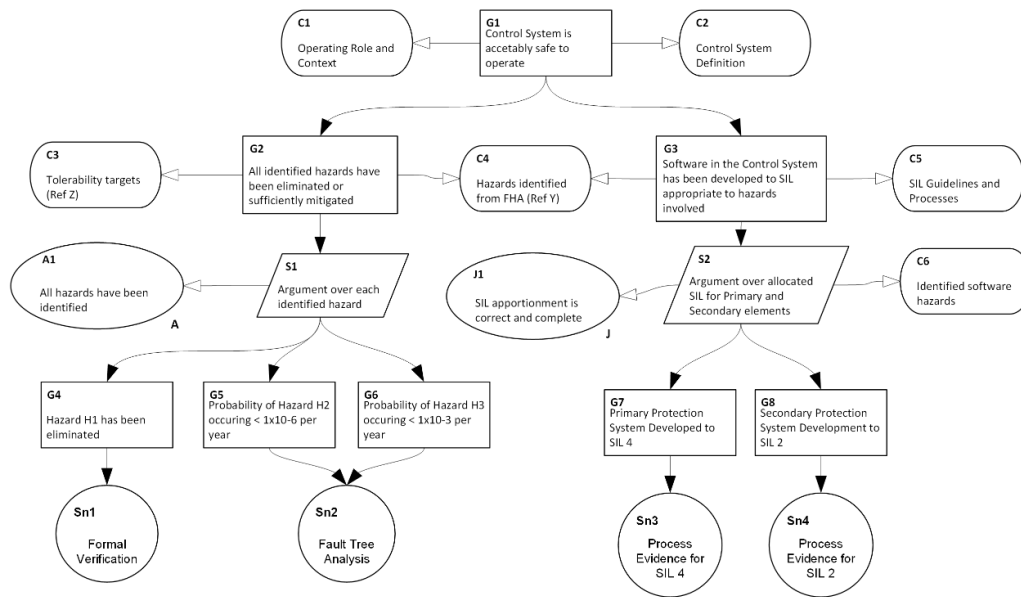 C1
Operating Role and
Context
G1
Control System is
accetably safe to
operate
C2
Control System
Definition
C3
Tolerability targets
(Ref Z)
G2
All identified hazards have
been eliminated or
sufficiently mitigated
C4
Hazards identified
from FHA (Ref Y)
G3
Software in the Control System
has been developed to SIL
appropriate to hazards
involved
C5
SIL Guidelines and
Processes
A1
All hazards have been
identified
A
S1
Argument over each
identified hazard
J1
SIL apportionment is
correct and complete
J
S2
Argument over allocated
SIL for Primary and
Secondary elements
C6
Identified software
hazards
G4
Hazard H1 has been
eliminated
G5
Probability of Hazard H2
occuring < 1x10-6 per
year
G6
Probability of Hazard H3
occuring < 1x10-3 per
year
G7
Primary Protection
System Developed to
SIL 4
G8
Secondary Protection
System Development to
SIL 2
Sn1
Formal
Verification
Sn2
Fault Tree
Analysis
Sn3
Process
Evidence for
SIL 4
Sn4
Process
Evidence for
SIL 2